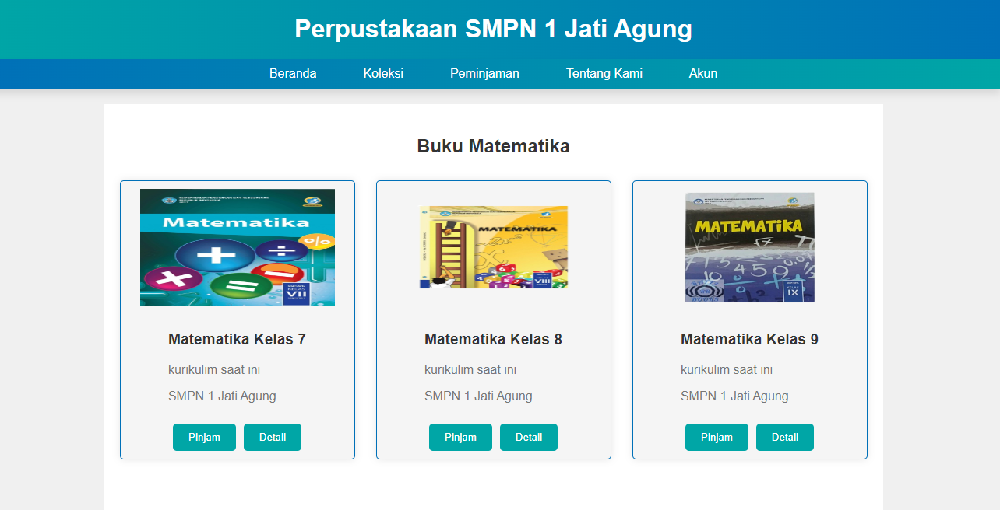 Perpustakaan SMPN 1 Jati Agung
Beranda Koleksi Peminjaman Tentang Kami Akun
Buku Matematika
Matematika
KELAS
VII
MATEMATIKA
VIII
MATEMATIKA
KELAS
IX
BOOKS
Matematika Kelas 7
kurikulim saat ini
SMPN 1 Jati Agung
Pinjam Detail
Matematika Kelas 8
kurikulim saat ini
SMPN 1 Jati Agung
Pinjam Detail
Matematika Kelas 9
kurikulim saat ini
SMPN 1 Jati Agung
Pinjam Detail